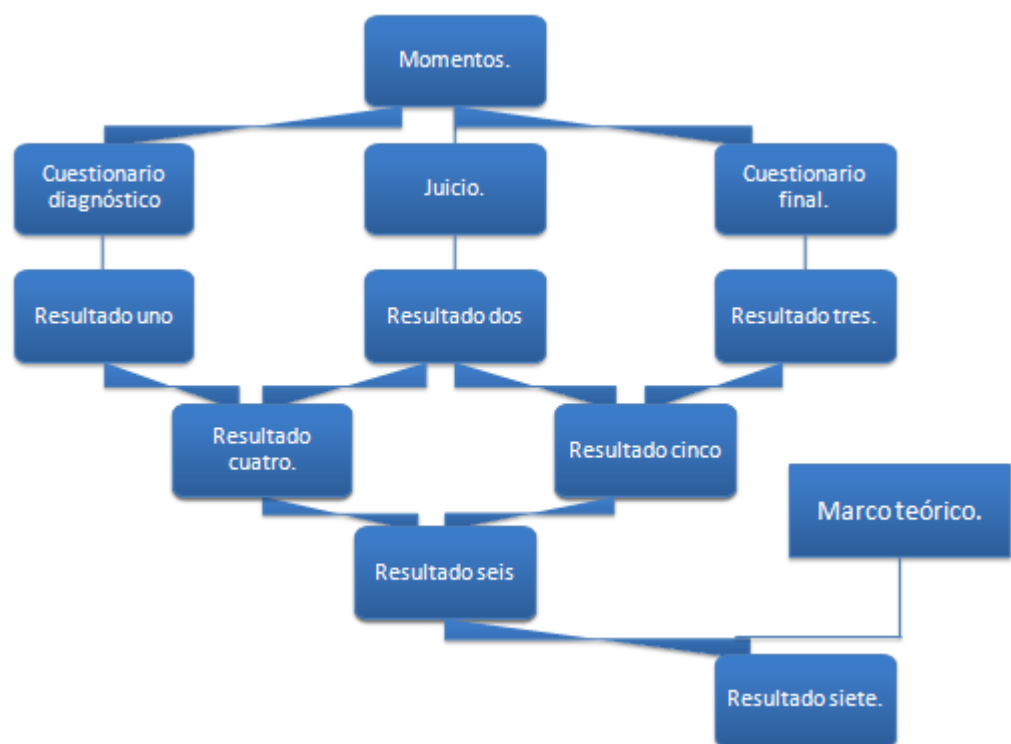 Momentos.
Cuestionario
diagnóstico
Juicio.
Cuestionario
final.
Resultado uno
Resultado dos
Resultado tres.
Resultado
cuatro.
Resultado cinco
Marco teórico.
Resultado seis
Resultado siete.